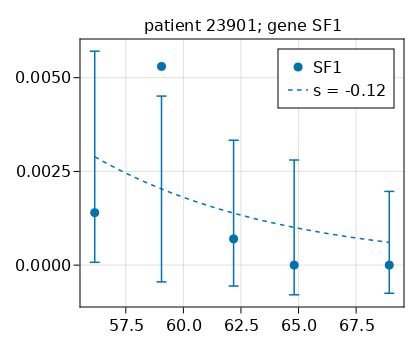 patient 23901; gene SF1
SF1
s = -0.12
0.0050
0.0025
0.0000
57.5 60.0 62.5 65.0 67.5